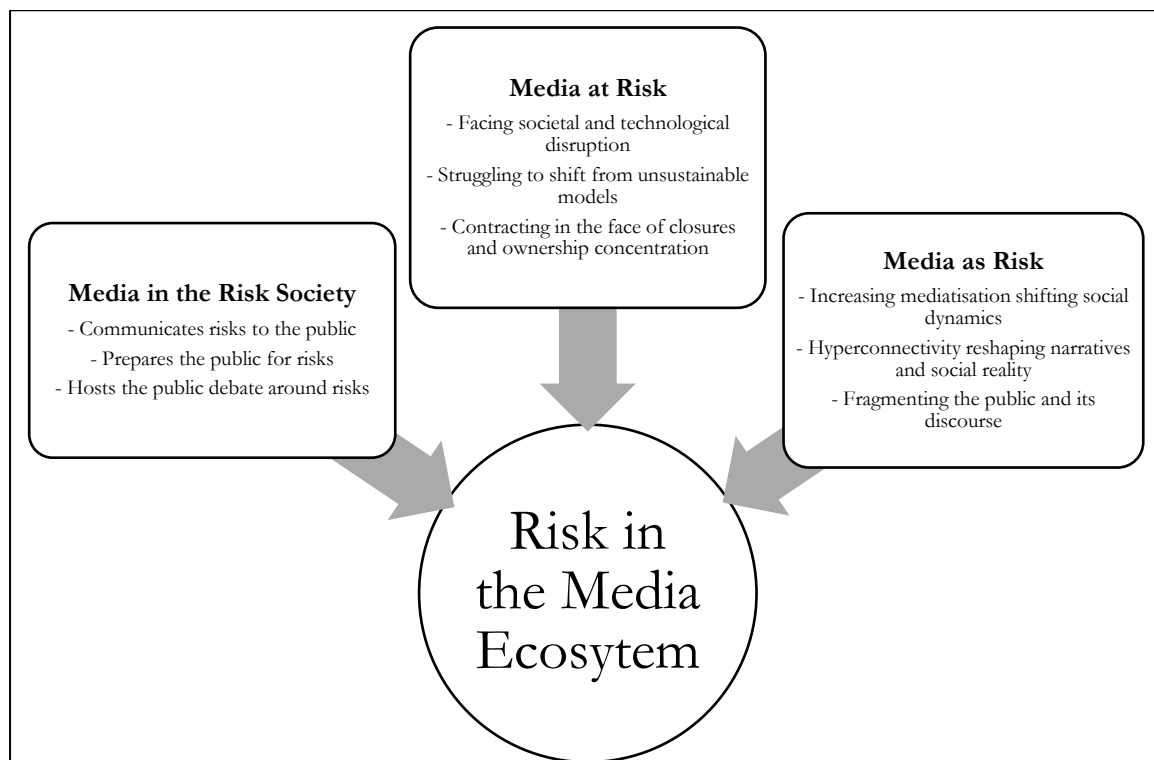 Media at Risk
- Facing societal and technological
disruption
- Struggling to shift from unsustainable
models
- Contracting in the face of closures
and ownership concentration
Media in the Risk Society
- Communicates risks to the public
- Prepares the public for risks
- Hosts the public debate around risks
Media as Risk
- Increasing mediatisation shifting social
dynamics
- Hyperconnectivity reshaping narratives
and social reality
- Fragmenting the public and its
discourse
Risk in
the Media
Ecosytem